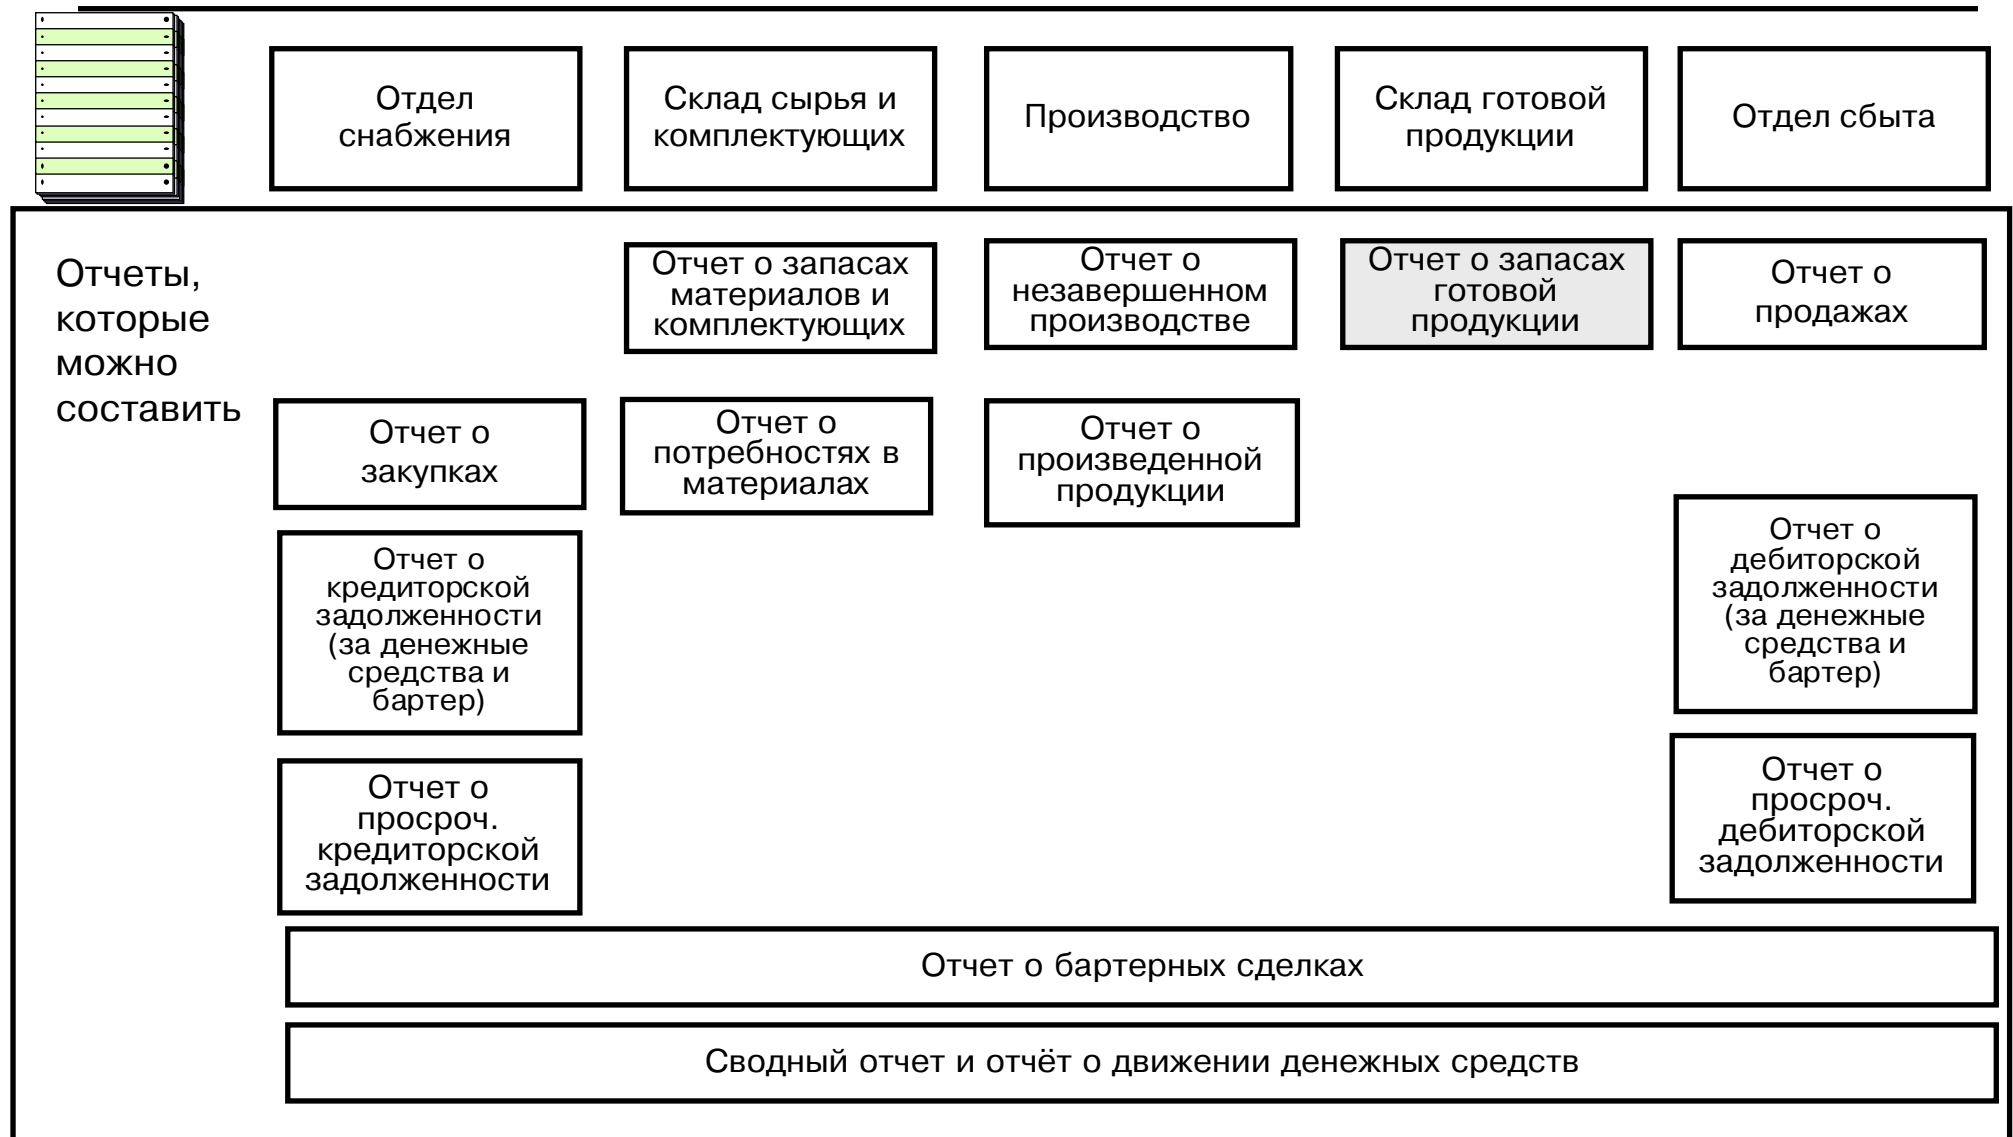 Отдел
снабжения
Склад сырья и
комплектующих
Производство
Склад готовой
продукции
Отдел сбыта
Отчеты,
которые
можно
составить
Отчет о запасах
материалов и
комплектующих
Отчет о
незавершенном
производстве
Отчет о запасах
готовой
продукции
Отчет о
продажах
Отчет о
закупках
Отчет о
потребностях в
материалах
Отчет о
произведенной
продукции
Отчет о
кредиторской
задолженности
(за денежные
средства и
бартер)
Отчет о
дебиторской
задолженности
(за денежные
средства и
бартер)
Отчет о
просроч.
кредиторской
задолженности
Отчет о
просроч.
дебиторской
задолженности
Отчет о бартерных сделках
Сводный отчет и отчёт о движении денежных средств